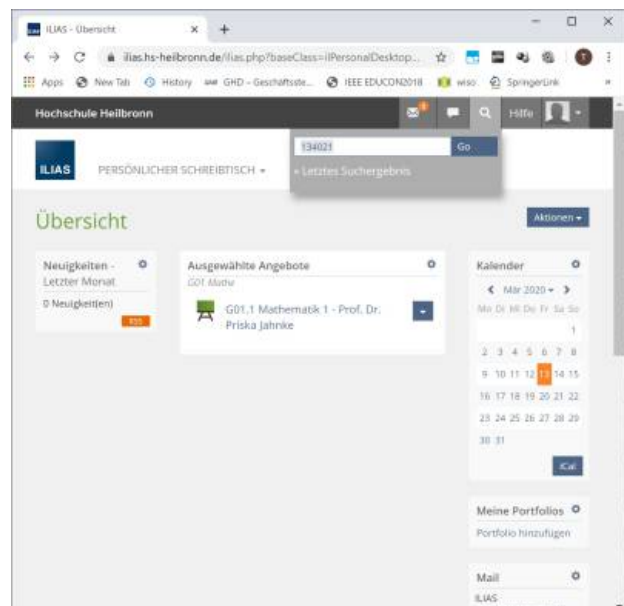 ILIAS - Übersicht
ilias.hs-heilbronn.de/ilias.php?baseClass=ilPersonalDesktop...
Apps New Tab History GHD - Geschäftsste... IEEE EDUCON2018 wiso SpringerLink »
Hochschule Heilbronn Hilfe
134021 Go
» Letztes Suchergebnis
ILIAS PERSÖNLICHER SCHREIBTISCH
Übersicht Aktionen
Neuigkeiten -
Letzter Monat
0 Neuigkeit(en)
RSS
Ausgewählte Angebote
G01 Mathe
G01.1 Mathematik 1 - Prof. Dr.
Priska Jahnke
Kalender
Mär 2020
Mo Di Mi Do Fr Sa So
1
2 3 4 5 6 7 8
9 10 11 12 13 14 15
16 17 18 19 20 21 22
23 24 25 26 27 28 29
30 31
iCal
Meine Portfolios
Portfolio hinzufügen
Mail
ILIAS